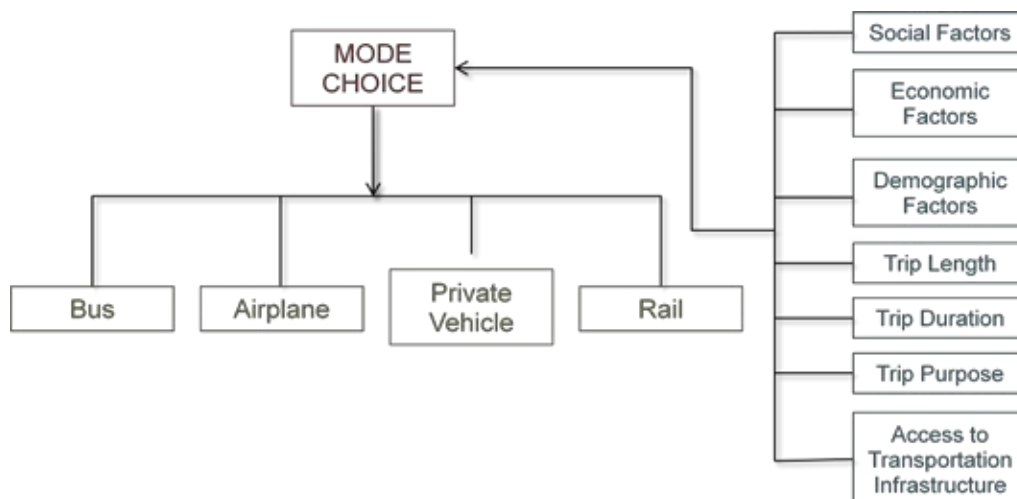 MODE
CHOICE
Bus
Airplane
Private
Vehicle
Rail
Social Factors
Economic
Factors
Demographic
Factors
Trip Length
Trip Duration
Trip Purpose
Access to
Transportation
Infrastructure